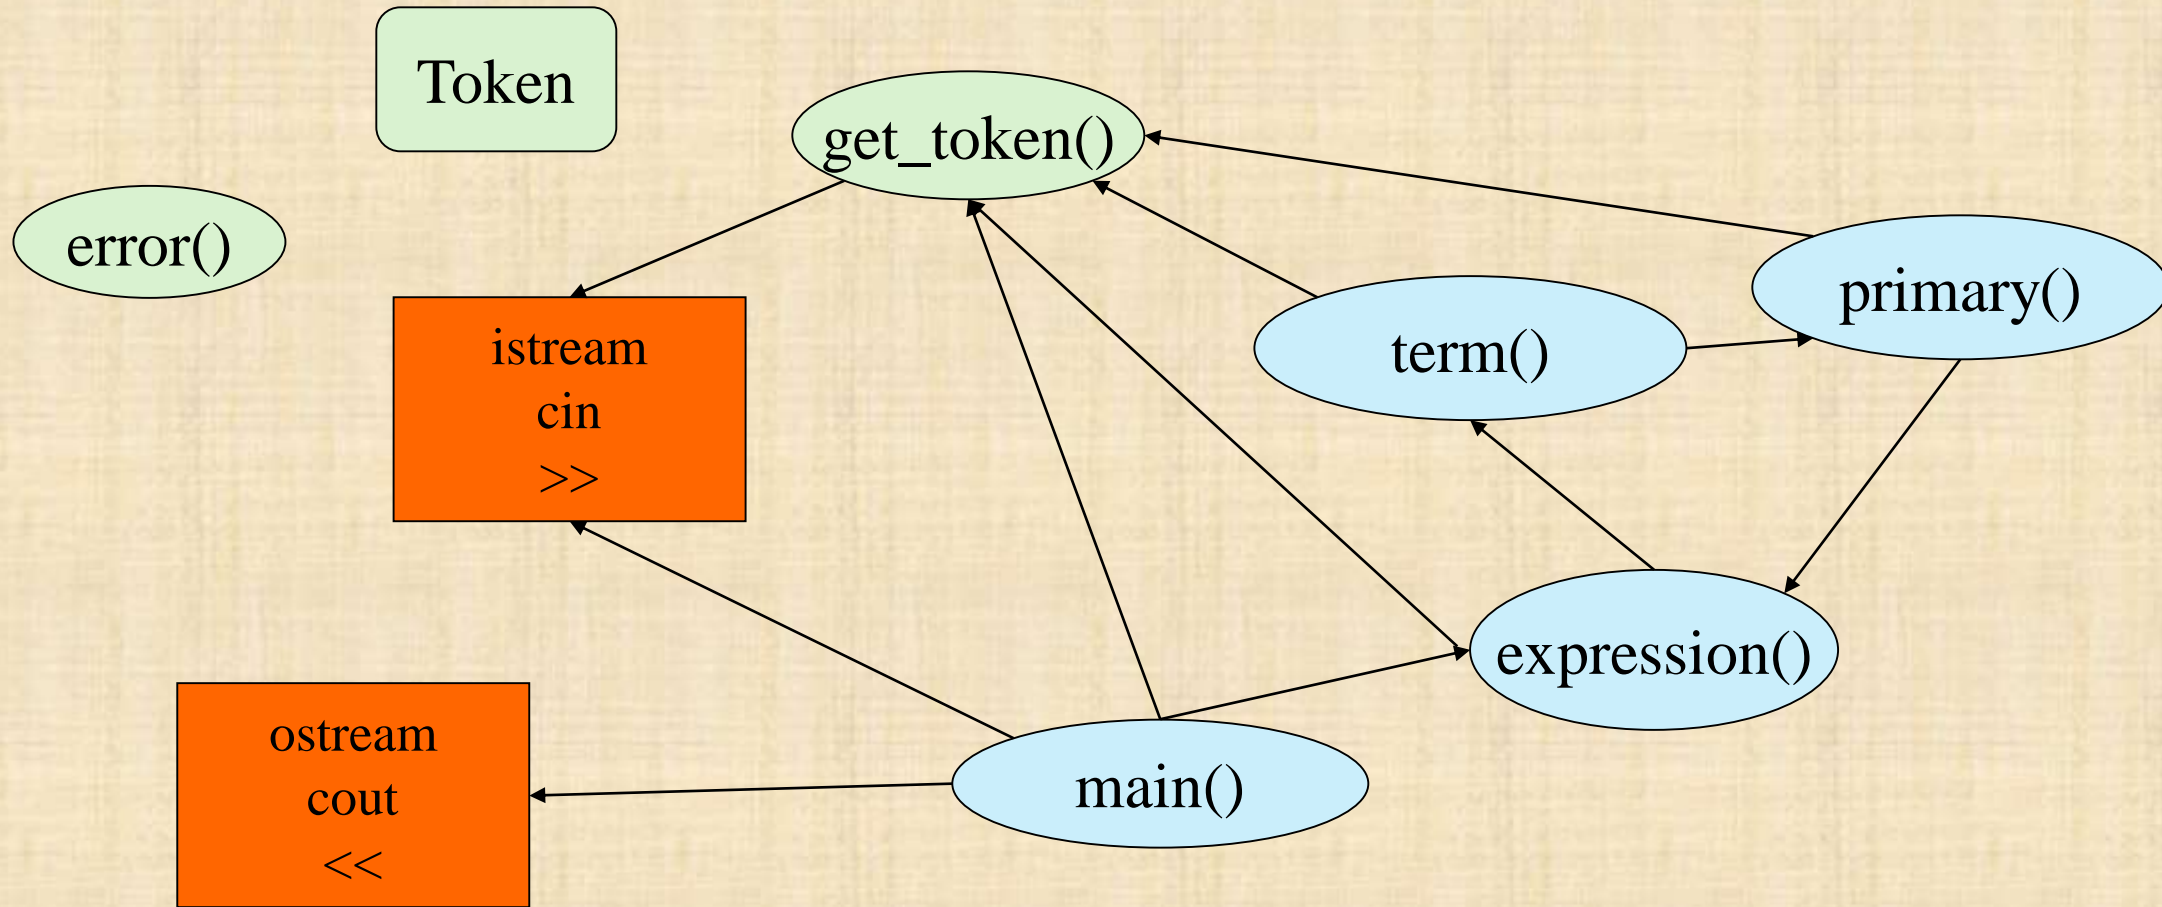 Token
get_token()
error()
primary()
istream
cin
>>
term()
expression()
ostream
cout
<<
main()